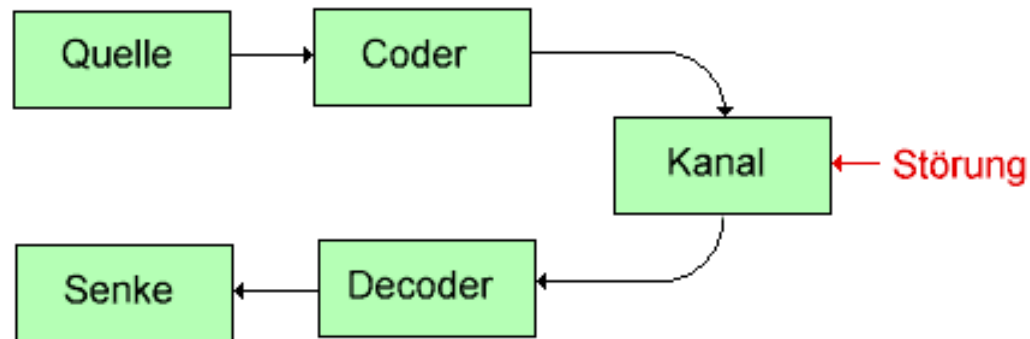 Quelle
Coder
Kanal
Störung
Decoder
Senke